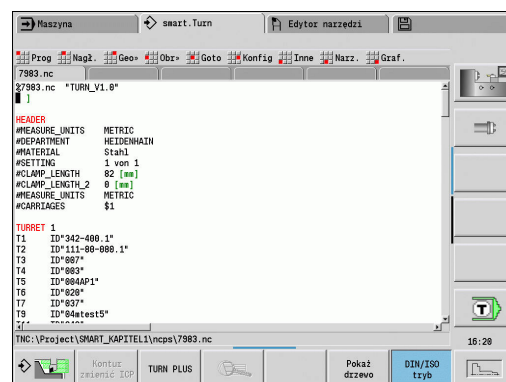 Maszyna
smart.Turn
Edytor narzędzi
Prog Nagł. Geo» Obr» Goto Konfig Inne Narz. Graf.
7983.nc
%7983.nc "TURN_V1.0"
[ ]
HEADER
#MEASURE_UNITS METRIC
#DEPARTMENT HEIDENHAIN
#MATERIAL Stahl
#SETTING 1 von 1
#CLAMP_LENGTH 82 [mm]
#CLAMP_LENGTH_2 0 [mm]
#MEASURE_UNITS METRIC
#CARRIAGES $1
TURRET 1
T1 ID"342-400.1"
T2 ID"111-80-080.1"
T3 ID"007"
T4 ID"003"
T5 ID"004AP1"
T6 ID"020"
T7 ID"037"
T9 ID"04mtest5"
TNC:\Project\SMART_KAPITEL1\ncps\7983.nc
T
16:20
Kontur zmienić ICP
TURN PLUS
Pokaż drzewo
DIN/ISO tryb